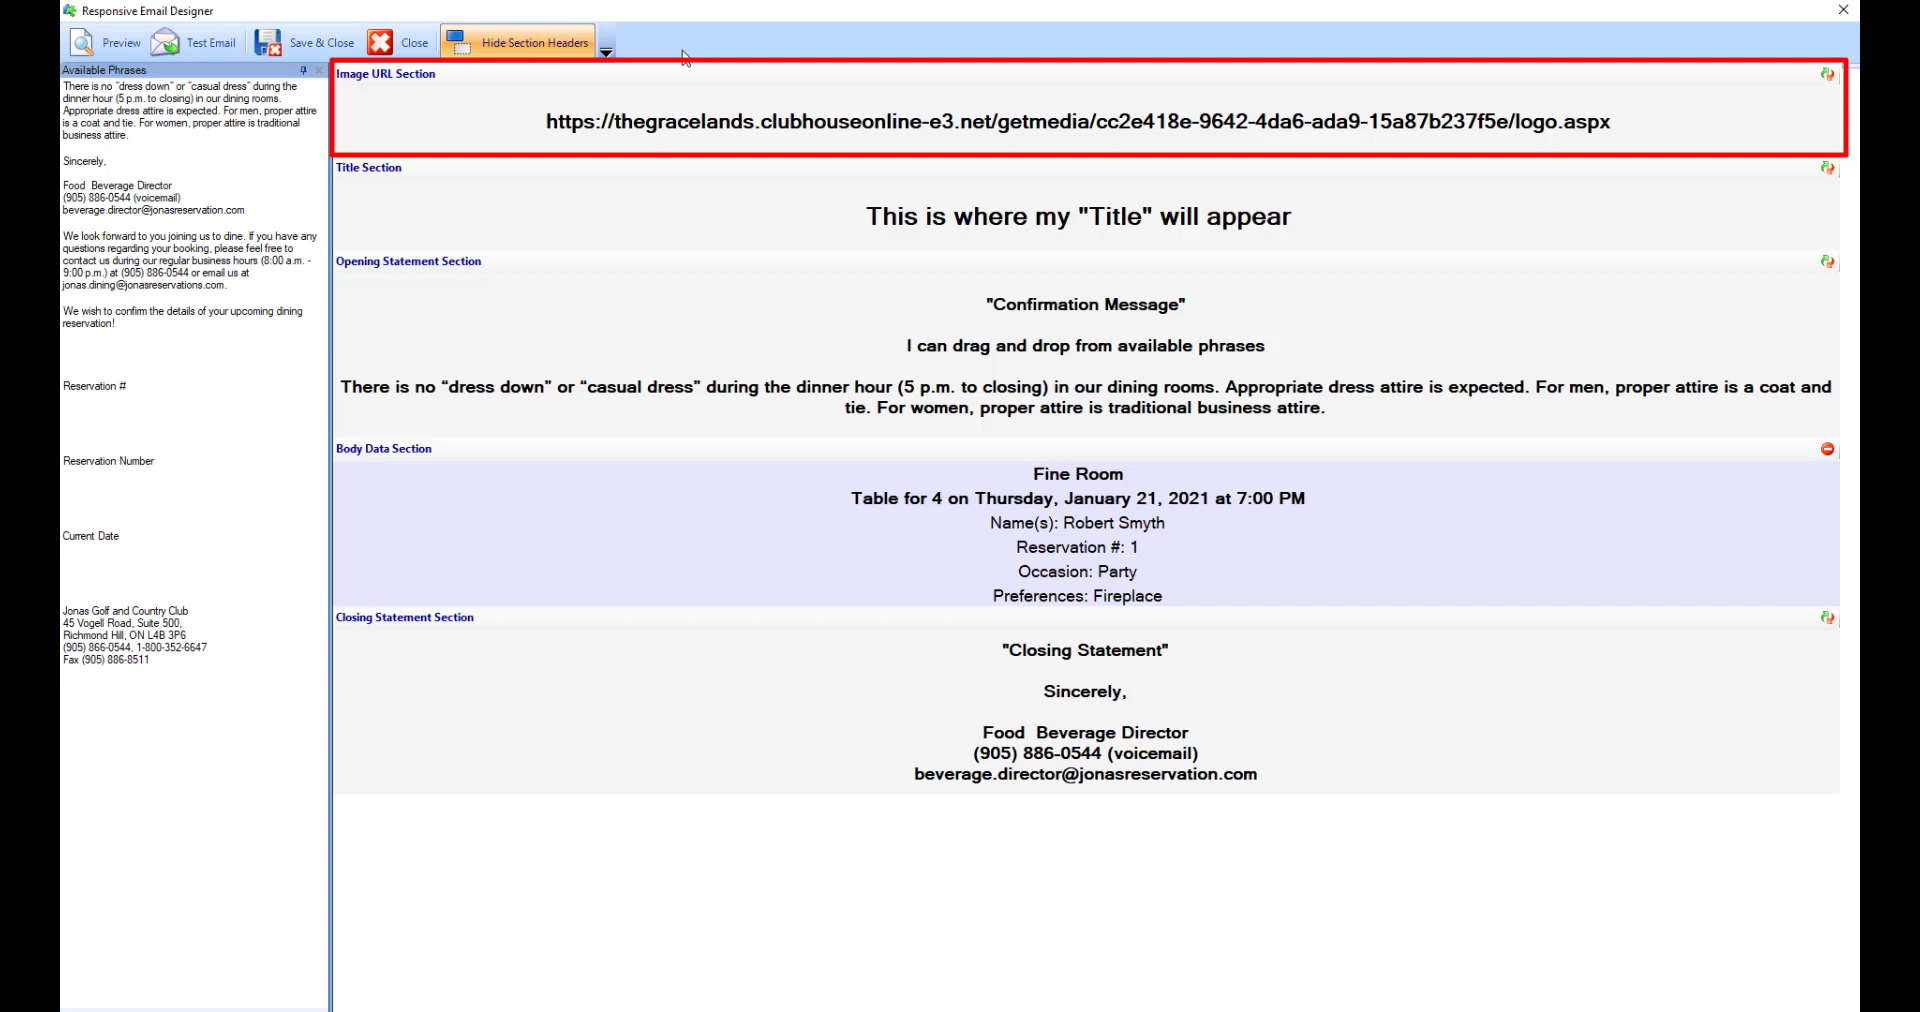 Responsive Email Designer
Preview
Test Email
Save & Close
Close
Hide Section Headers
Available Phrases
There is no “dress down” or “casual dress” during the
dinner hour (5 p.m. to closing) in our dining rooms.
Appropriate dress attire is expected. For men, proper attire
is a coat and tie. For women, proper attire is traditional
business attire.
Sincerely,
Food  Beverage Director
(905) 886-0544 (voicemail)
beverage.director@jonasreservation.com
We look forward to you joining us to dine. If you have any
questions regarding your booking, please feel free to
contact us during our regular business hours (8:00 a.m. -
9:00 p.m.) at (905) 886-0544 or email us at
jonas.dining@jonasreservations.com.
We wish to confirm the details of your upcoming dining
reservation!
Reservation #
Reservation Number
Current Date
Jonas Golf and Country Club
45 Vogell Road, Suite 500,
Richmond Hill, ON L4B 3P6
(905) 866-0544, 1-800-352-6647
Fax (905) 886-8511
Image URL Section
https://thegracelands.clubhouseonline-e3.net/getmedia/cc2e418e-9642-4da6-ada9-15a87b237f5e/logo.aspx
Title Section
This is where my "Title" will appear
Opening Statement Section
"Confirmation Message"
I can drag and drop from available phrases
There is no “dress down” or “casual dress” during the dinner hour (5 p.m. to closing) in our dining rooms. Appropriate dress attire is expected. For men, proper attire is a coat and
tie. For women, proper attire is traditional business attire.
Body Data Section
Fine Room
Table for 4 on Thursday, January 21, 2021 at 7:00 PM
Name(s): Robert Smyth
Reservation #: 1
Occasion: Party
Preferences: Fireplace
Closing Statement Section
"Closing Statement"
Sincerely,
Food  Beverage Director
(905) 886-0544 (voicemail)
beverage.director@jonasreservation.com